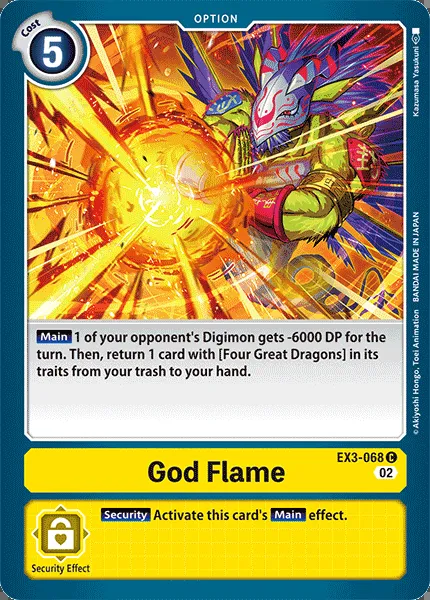 OPTION
Cost
5
Kazumasa Yasukuni
© Akiyoshi Hongo, Toei Animation BANDAI MADE IN JAPAN
Main 1 of your opponent's Digimon gets -6000 DP for the
turn. Then, return 1 card with [Four Great Dragons] in its
traits from your trash to your hand.
EX3-068 C
God Flame
02
Security Activate this card's Main effect.
Security Effect